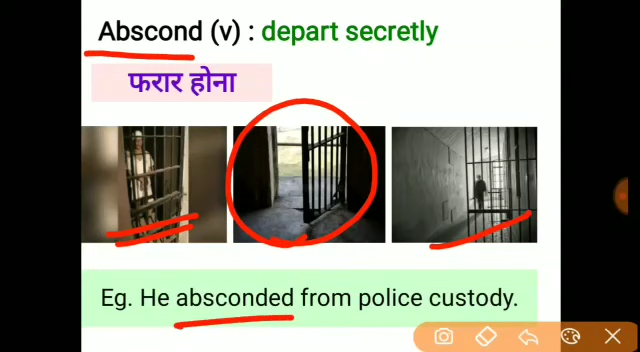 Abscond (v) : depart secretly
फरार होना
Eg. He absconded from police custody.